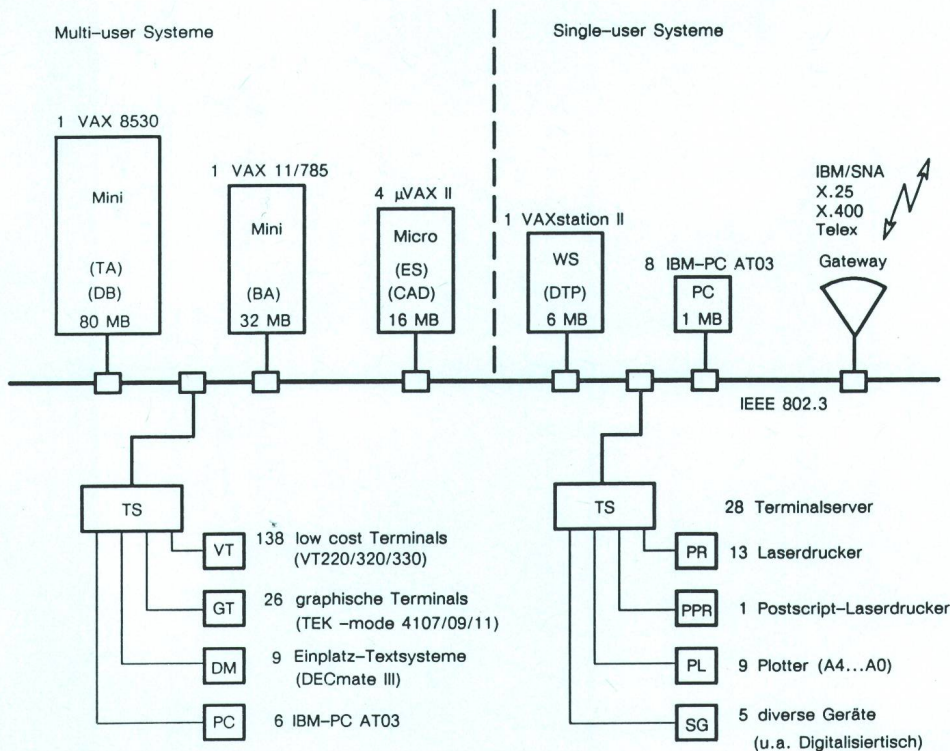 Multi-user Systeme
Single-user Systeme
1 VAX 8530
Mini
(TA)
(DB)
80 MB
1 VAX 11/785
Mini
(BA)
32 MB
4 µVAX II
Micro
(ES)
(CAD)
16 MB
1 VAXstation II
WS
(DTP)
6 MB
8 IBM-PC AT03
PC
1 MB
IBM/SNA
X.25
X.400
Telex
Gateway
IEEE 802.3
TS
VT
138 low cost Terminals
(VT220/320/330)
GT
26 graphische Terminals
(TEK -mode 4107/09/11)
DM
9 Einplatz-Textsysteme
(DECmate III)
PC
6 IBM-PC AT03
TS
28 Terminalserver
PR
13 Laserdrucker
PPR
1 Postscript-Laserdrucker
PL
9 Plotter (A4...A0)
SG
5 diverse Geräte
(u.a. Digitalisiertisch)